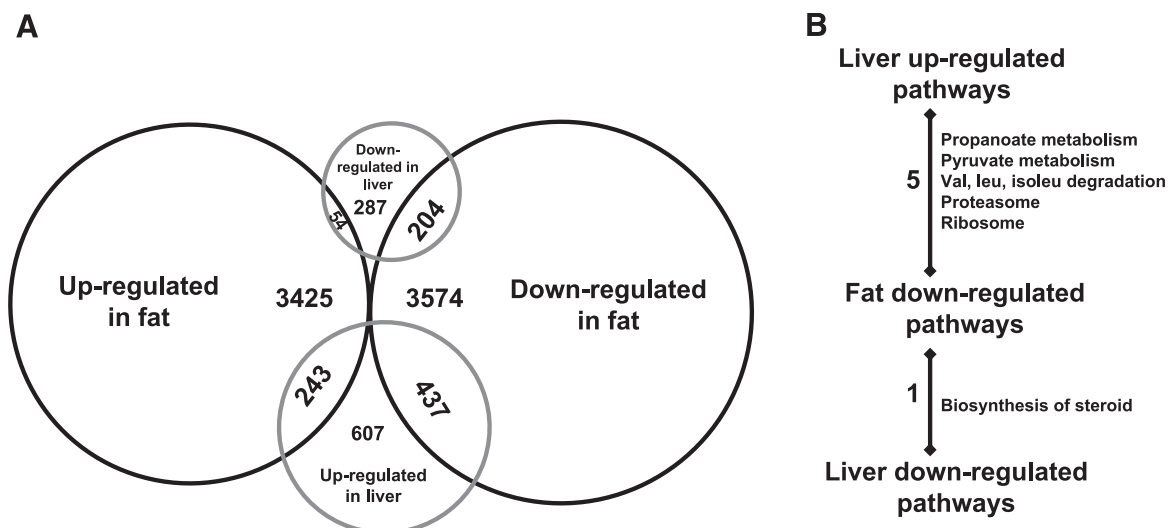 A
Down-
regulated in
liver
287
54
204
Up-regulated
in fat
3425
3574
Down-regulated
in fat
243
437
607
Up-regulated
in liver
B
Liver up-regulated
pathways
5
Propanoate metabolism
Pyruvate metabolism
Val, leu, isoleu degradation
Proteasome
Ribosome
Fat down-regulated
pathways
1
Biosynthesis of steroid
Liver down-regulated
pathways